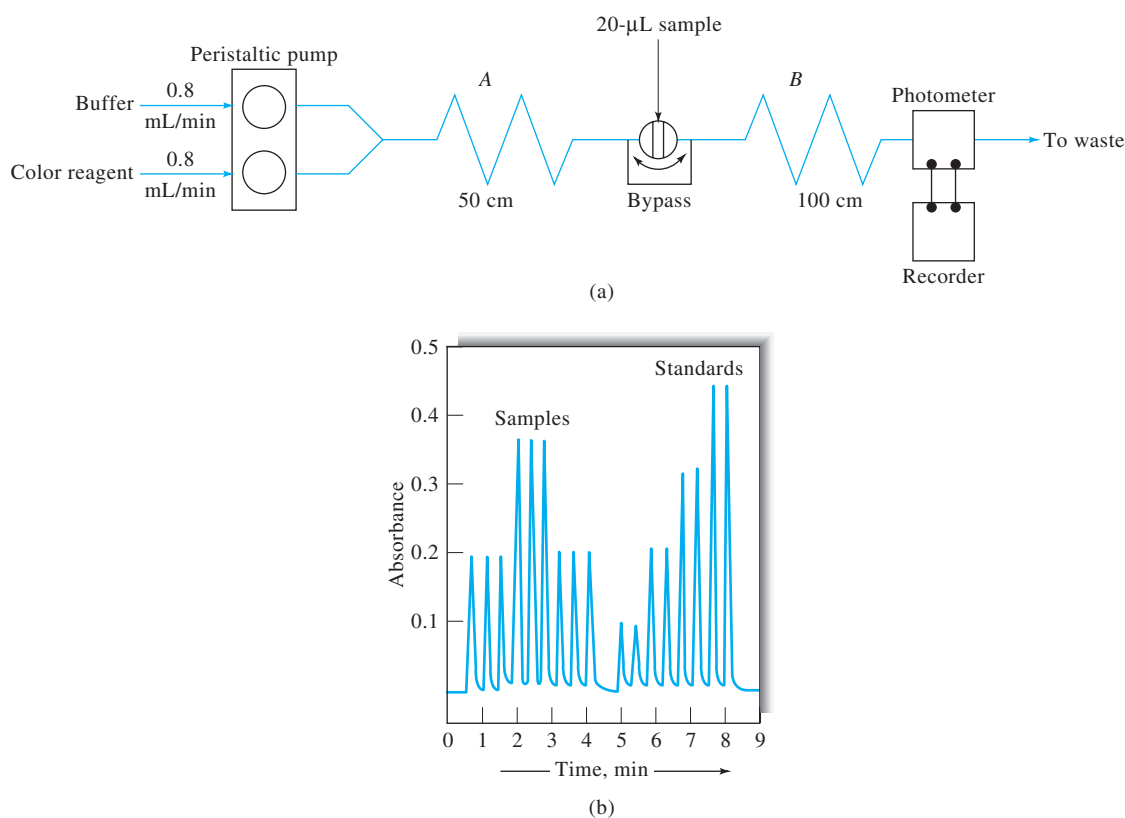 20-μL sample
Peristaltic pump
A
B
Buffer
0.8
mL/min
Photometer
To waste
Color reagent
0.8
mL/min
50 cm
Bypass
100 cm
Recorder
(a)
0.5
Standards
0.4
Samples
0.3
Absorbance
0.2
0.1
0 1 2 3 4 5 6 7 8 9
Time, min
(b)